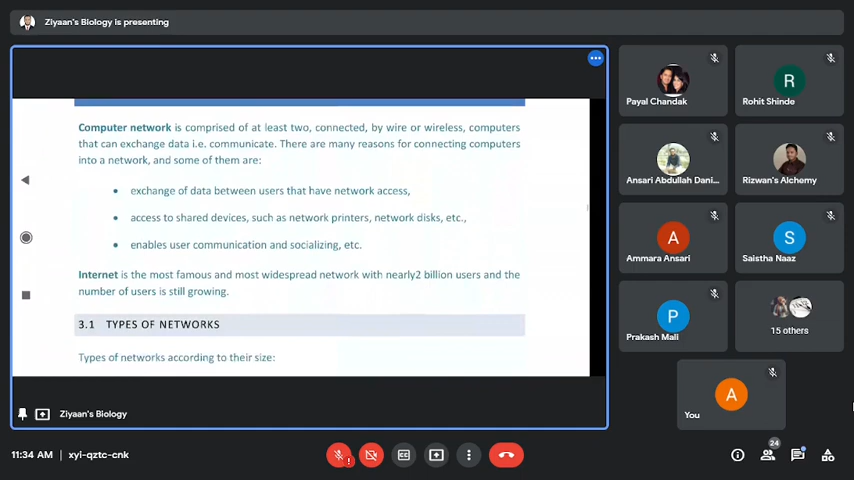 Ziyaan's Biology is presenting
Computer network is comprised of at least two, connected, by wire or wireless, computers
that can exchange data i.e. communicate. There are many reasons for connecting computers
into a network, and some of them are:
• exchange of data between users that have network access,
• access to shared devices, such as network printers, network disks, etc.,
• enables user communication and socializing, etc.
Internet is the most famous and most widespread network with nearly2 billion users and the
number of users is still growing.
3.1 TYPES OF NETWORKS
Types of networks according to their size:
Ziyaan's Biology
Payal Chandak
R
Rohit Shinde
Ansari Abdullah Dani...
Rizwan's Alchemy
A
Ammara Ansari
S
Saistha Naaz
P
Prakash Mali
15 others
A
You
11:34 AM | xyi-qztc-cnk
24